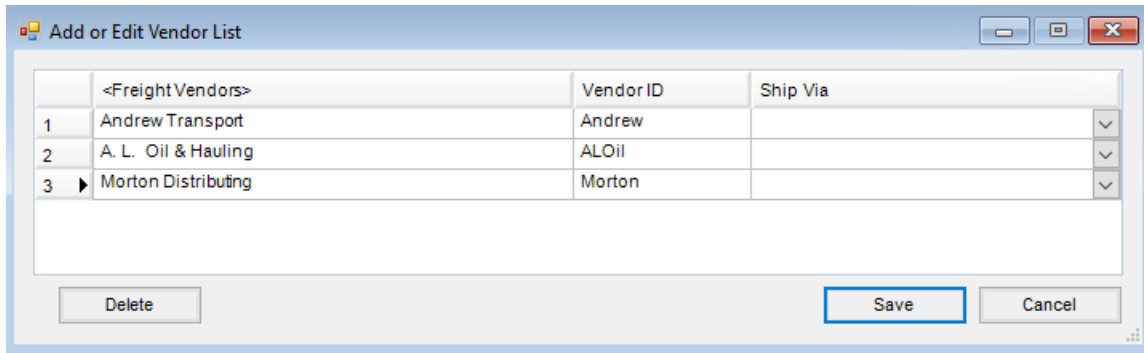 Add or Edit Vendor List
<Freight Vendors> Vendor ID Ship Via
1 Andrew Transport Andrew
2 A. L. Oil & Hauling ALOil
3 Morton Distributing Morton
Delete Save Cancel